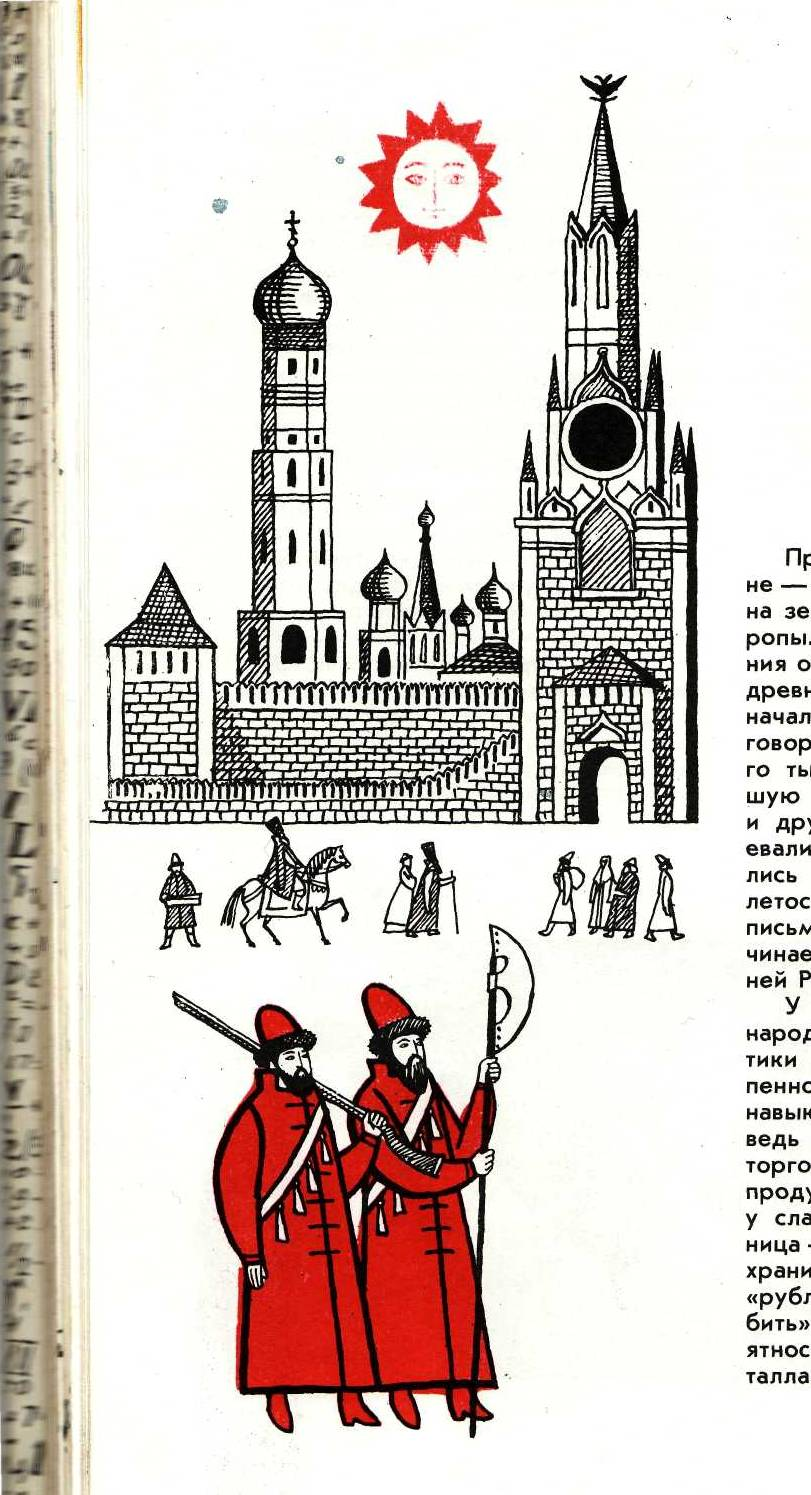 Пр
не —
на зе
ропы.
ния о
древн
начал
говор
го ты
шую
и дру
евали
лись
летос
письм
чинае
ней Р
У
народ
тики
пенно
навык
ведь
торго
проду
у сла
ница -
храни
«рубл
бить»
ятнос
талла